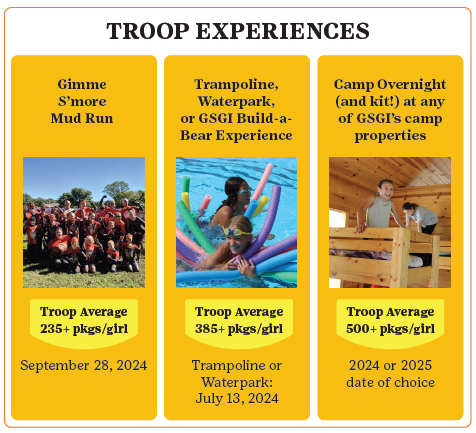 TROOP EXPERIENCES
Gimme
S'more
Mud Run
Troop Average
235+ pkgs/girl
September 28, 2024
Trampoline,
Waterpark,
or GSGI Build-a-
Bear Experience
Troop Average
385+ pkgs/girl
Trampoline or
Waterpark:
July 13, 2024
Camp Overnight
(and kit!) at any
of GSGI's camp
properties
Troop Average
500+ pkgs/girl
2024 or 2025
date of choice